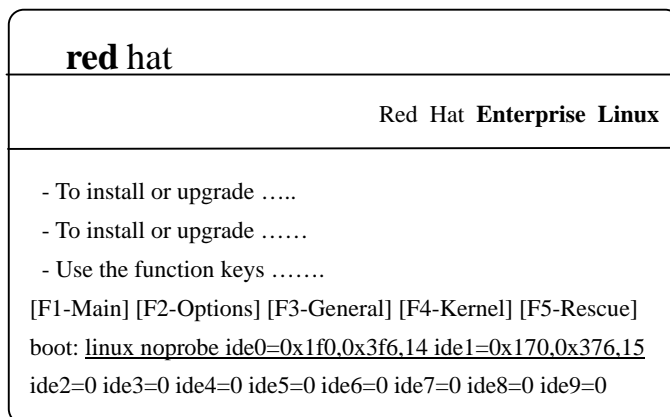 red hat
Red Hat Enterprise Linux
- To install or upgrade …..
- To install or upgrade ……
- Use the function keys …….
[F1-Main] [F2-Options] [F3-General] [F4-Kernel] [F5-Rescue]
boot: linux noprobe ide0=0x1f0,0x3f6,14 ide1=0x170,0x376,15
ide2=0 ide3=0 ide4=0 ide5=0 ide6=0 ide7=0 ide8=0 ide9=0